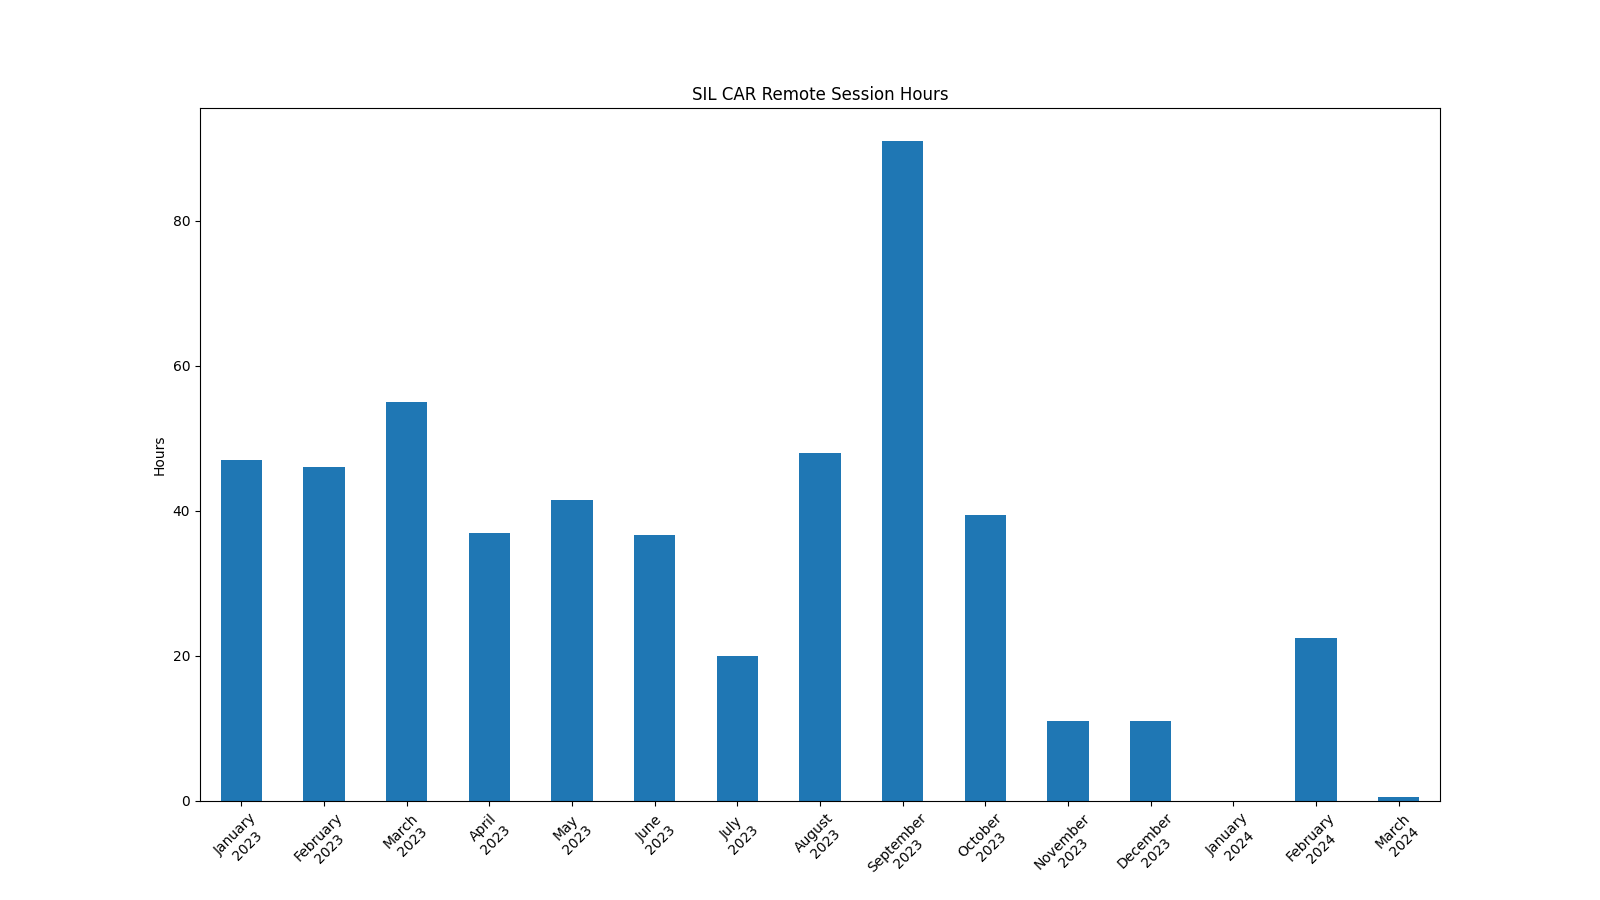 SIL CAR Remote Session Hours
Hours
80
60
40
20
0
January
2023
February
2023
March
2023
April
2023
May
2023
June
2023
July
2023
August
2023
September
2023
October
2023
November
2023
December
2023
January
2024
February
2024
March
2024